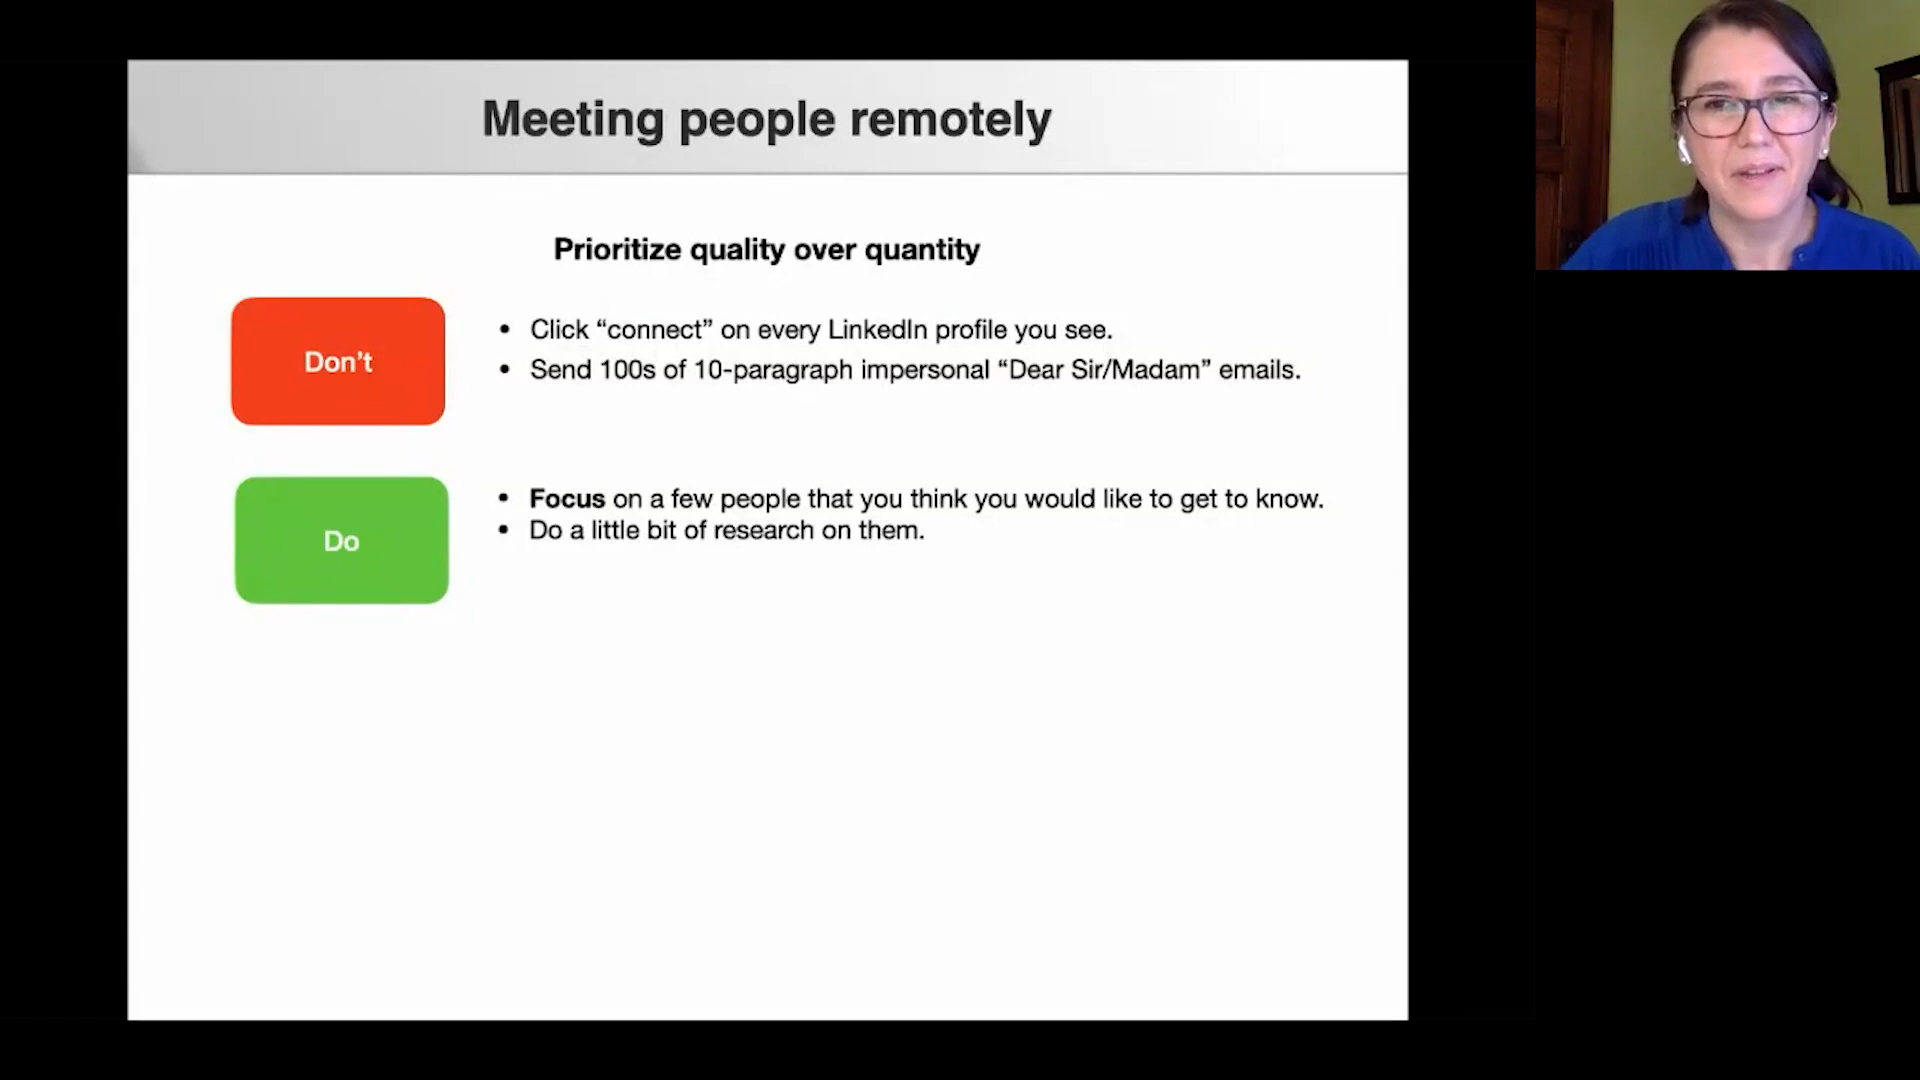 Meeting people remotely
Prioritize quality over quantity
Don’t
• Click “connect” on every LinkedIn profile you see.
• Send 100s of 10-paragraph impersonal “Dear Sir/Madam” emails.
Do
• Focus on a few people that you think you would like to get to know.
• Do a little bit of research on them.